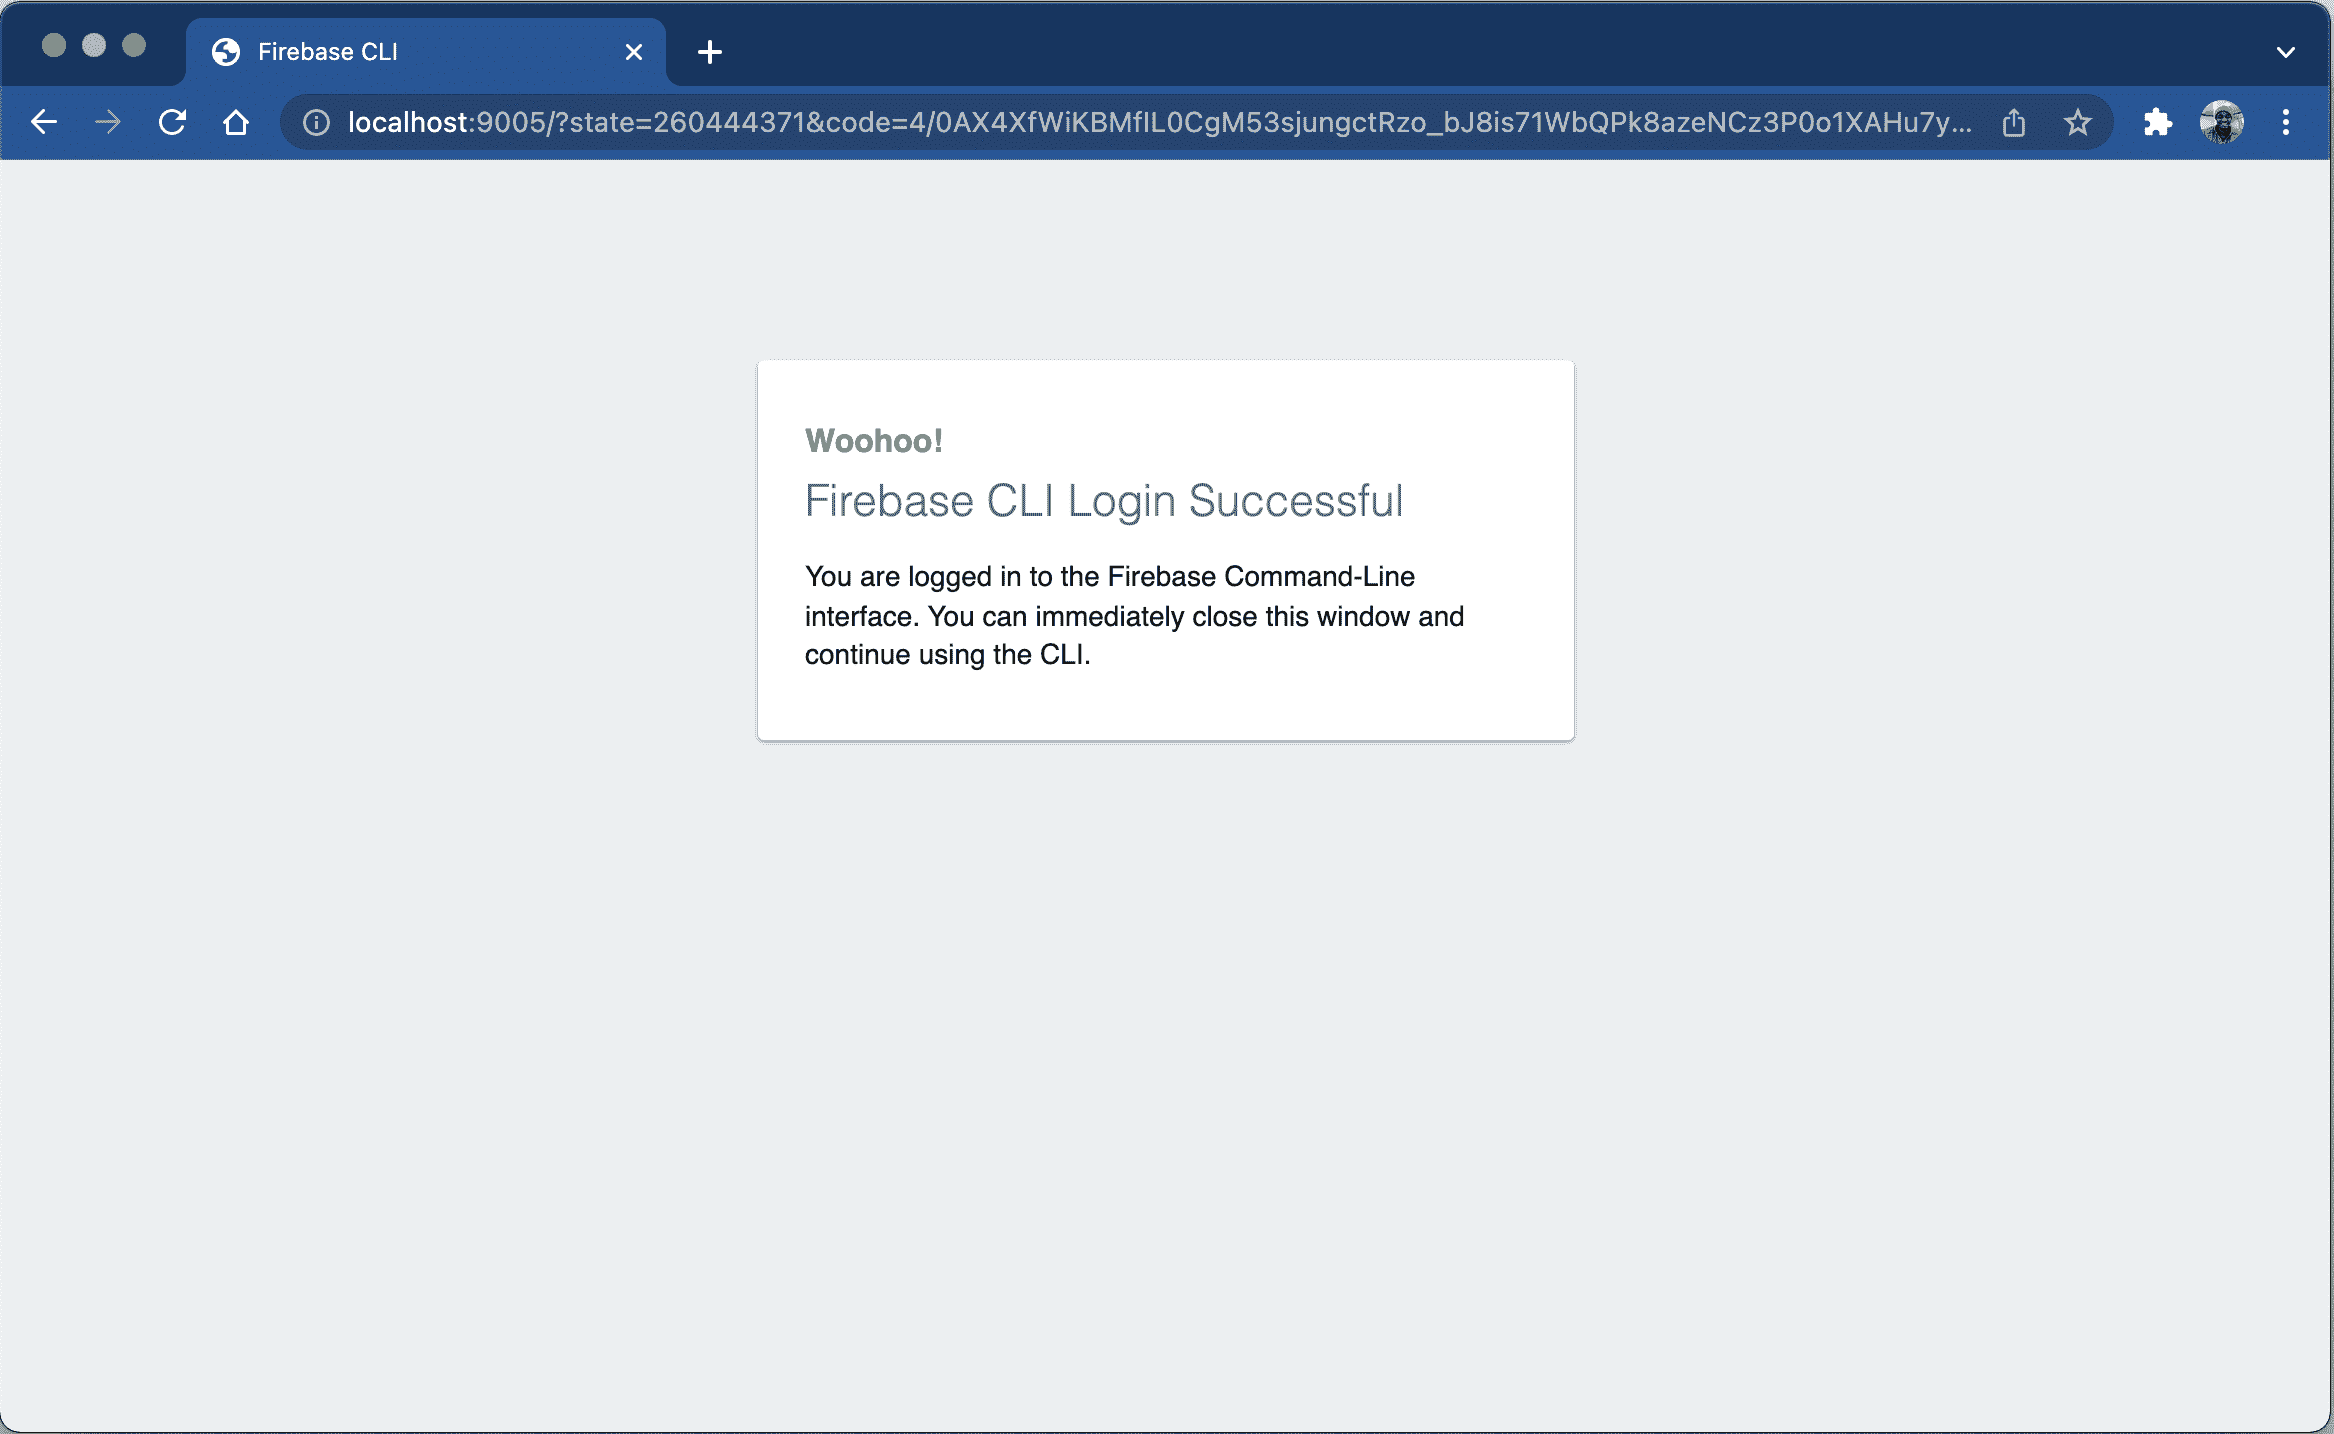 Firebase CLI
localhost:9005/?state=260444371&code=4/0AX4XfWiKBMfIL0CgM53sjungctRzo_bJ8is71WbQPk8azeNCz3P0o1XAHu7y...
Woohoo!
Firebase CLI Login Successful
You are logged in to the Firebase Command-Line
interface. You can immediately close this window and
continue using the CLI.